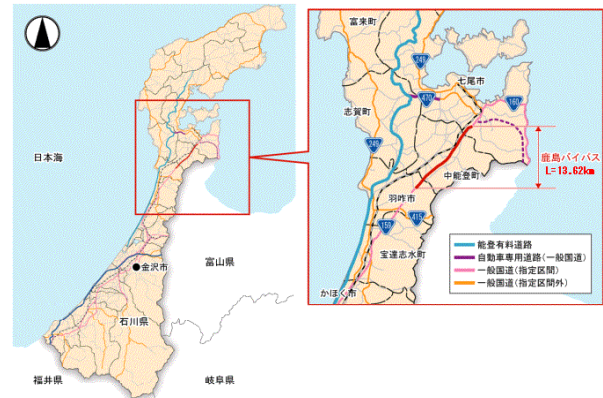 日本海
金沢市
石川県
富山県
福井県
岐阜県
富来町
249
七尾市
470
160
志賀町
249
鹿島バイパス
L=13.62km
中能登町
羽咋市
159
415
宝達志水町
かほく市
能登有料道路
自動車専用道路(一般国道)
一般国道(指定区間)
一般国道(指定区間外)